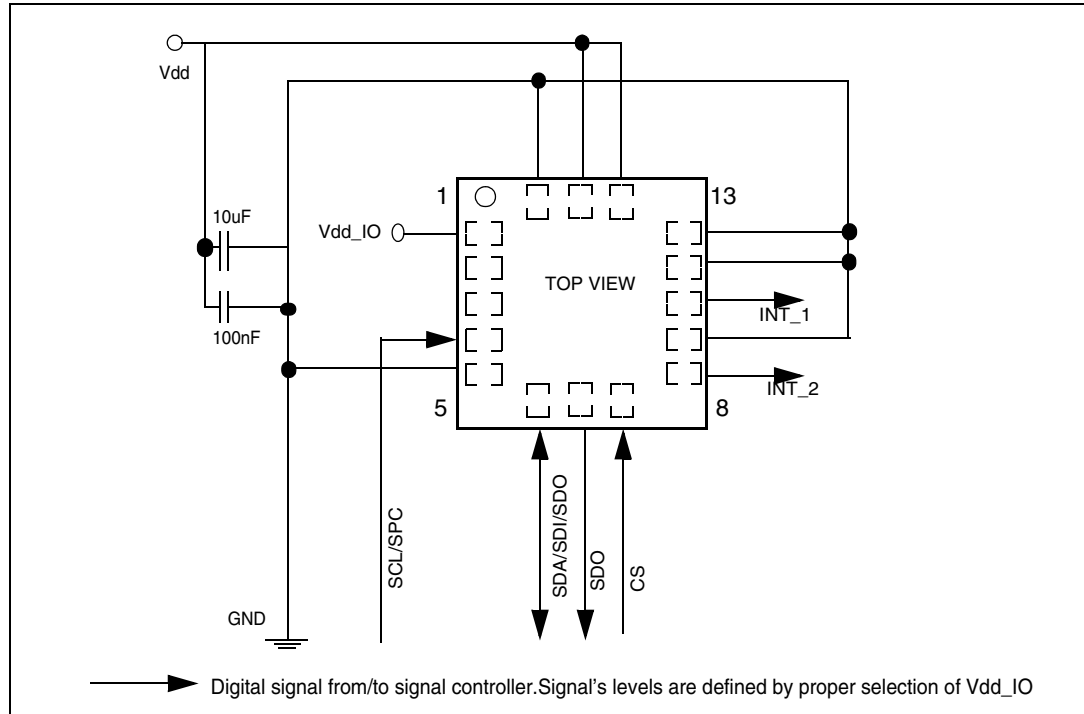 Vdd
1
13
10uF
Vdd_IO
TOP VIEW
INT_1
100nF
INT_2
5
8
SCL/SPC
SDA/SDI/SDO
SDO
CS
GND
Digital signal from/to signal controller.Signal's levels are defined by proper selection of Vdd_IO